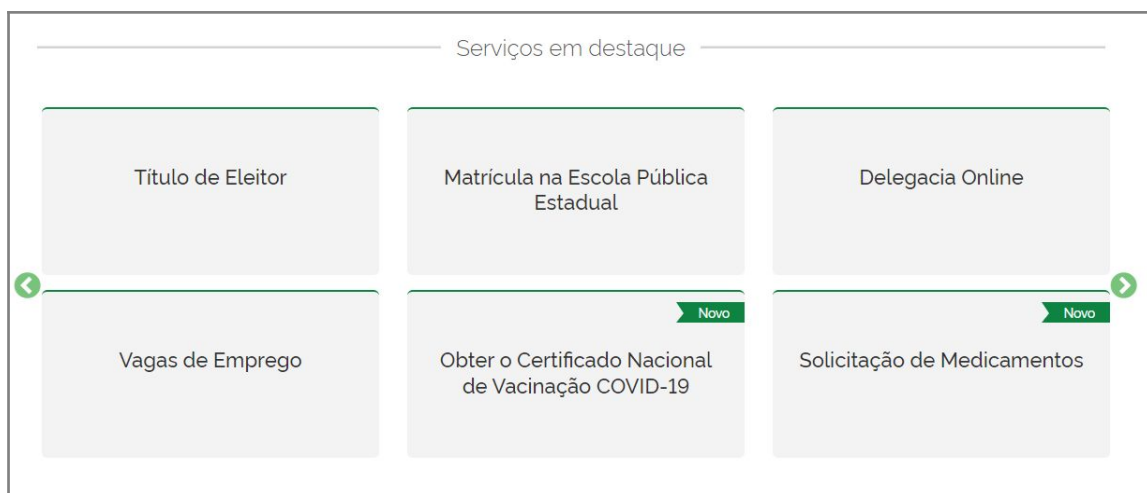 Serviços em destaque
Título de Eleitor
Matrícula na Escola Pública
Estadual
Delegacia Online
Vagas de Emprego
Novo
Obter o Certificado Nacional
de Vacinação COVID-19
Novo
Solicitação de Medicamentos